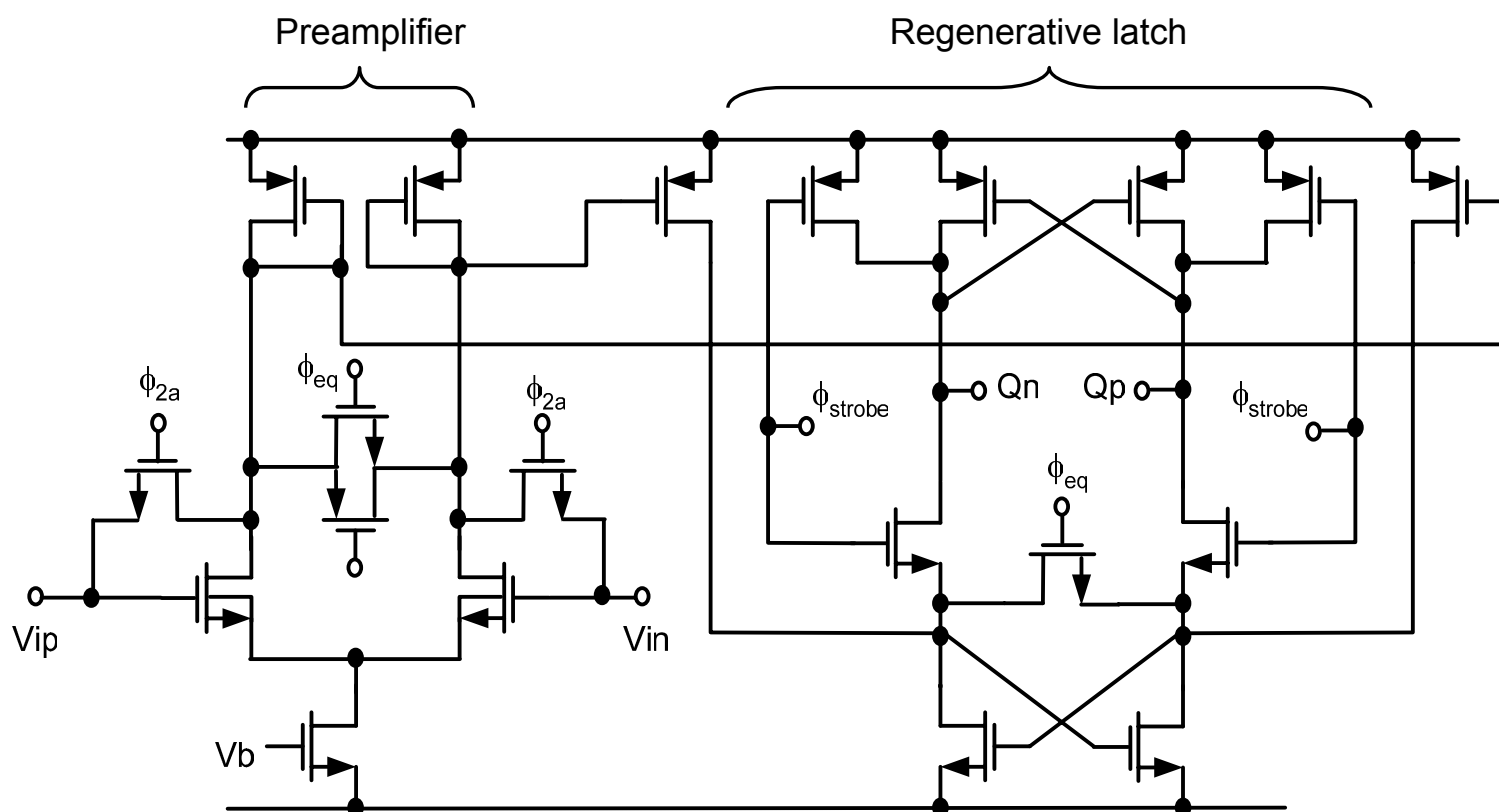 Preamplifier
Regenerative latch
ϕeq
ϕ2a
ϕ2a
Qn
Qp
ϕstrobe
ϕstrobe
ϕeq
Vip
Vin
Vb